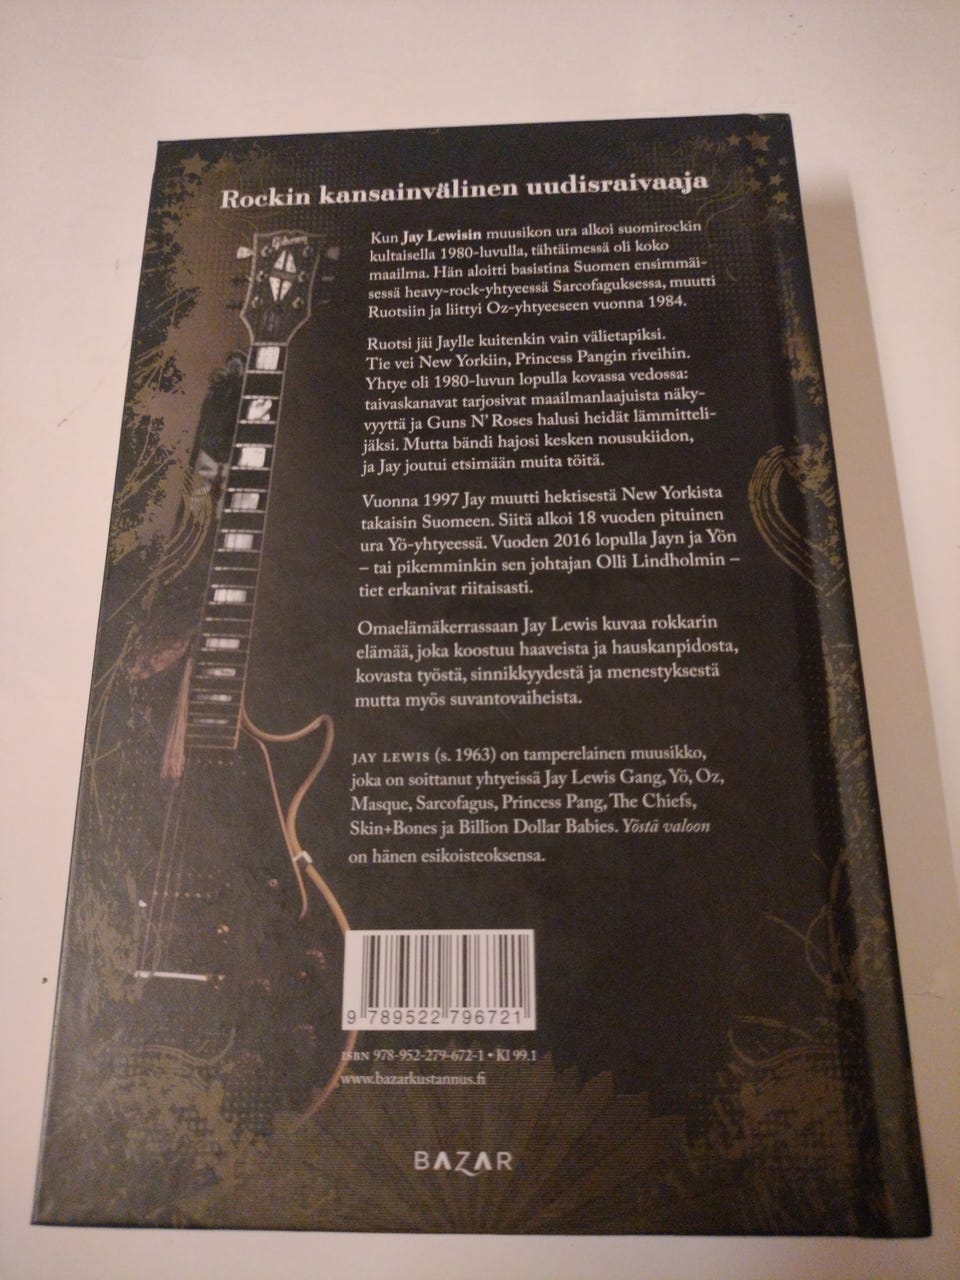 Rockin kansainvälinen uudisraivaaja
Gibson
Kun Jay Lewisin muusikon ura alkoi suomirockin
kultaisella 1980-luvulla, tähtäimessä oli koko
maailma. Hän aloitti basistina Suomen ensimmäi-
sessä heavy-rock-yhtyeessä Sarcofaguksessa, muutti
Ruotsiin ja liittyi Oz-yhtyeeseen vuonna 1984.
Ruotsi jäi Jaylle kuitenkin vain välietapiksi.
Tie vei New Yorkiin, Princess Pangin riveihin.
Yhtye oli 1980-luvun lopulla kovassa vedossa:
taivaskanavat tarjosivat maailmanlaajuista näky-
vyyttä ja Guns N' Roses halusi heidät lämmitteli-
jäksi. Mutta bändi hajosi kesken nousukiidon,
ja Jay joutui etsimään muita töitä.
Vuonna 1997 Jay muutti hektisestä New Yorkista
takaisin Suomeen. Siitä alkoi 18 vuoden pituinen
ura Yö-yhtyeessä. Vuoden 2016 lopulla Jayn ja Yön
– tai pikemminkin sen johtajan Olli Lindholmin –
tiet erkanivat riitaisasti.
Omaelämäkerrassaan Jay Lewis kuvaa rokkarin
elämää, joka koostuu haaveista ja hauskanpidosta,
kovasta työstä, sinnikkyydestä ja menestyksestä
mutta myös suvantovaiheista.
JAY LEWIS (s. 1963) on tamperelainen muusikko,
joka on soittanut yhtyeissä Jay Lewis Gang, Yö, Oz,
Masque, Sarcofagus, Princess Pang, The Chiefs,
Skin+Bones ja Billion Dollar Babies. Yöstä valoon
on hänen esikoisteoksensa.
9 789522 796721
ISBN 978-952-279-672-1 • Kl 99.1
www.bazarkustannus.fi
BAZAR